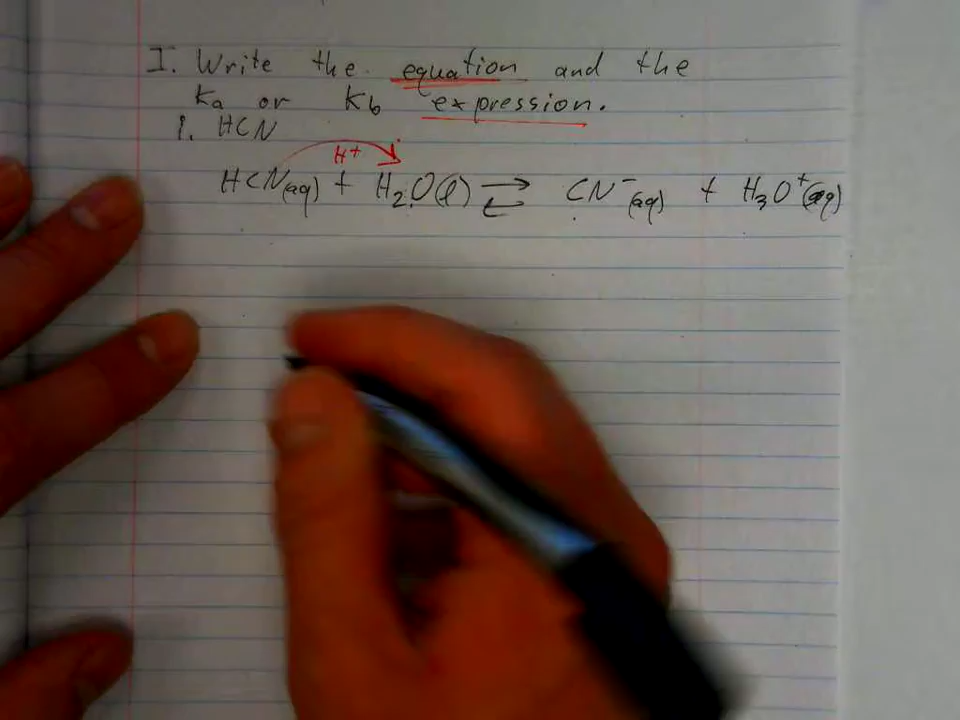 I. Write the equation and the
Ka or Kb expression.
1. HCN
H+
HCN(aq) + H₂O(l) ⇌ CN⁻(aq) + H₃O⁺(aq)